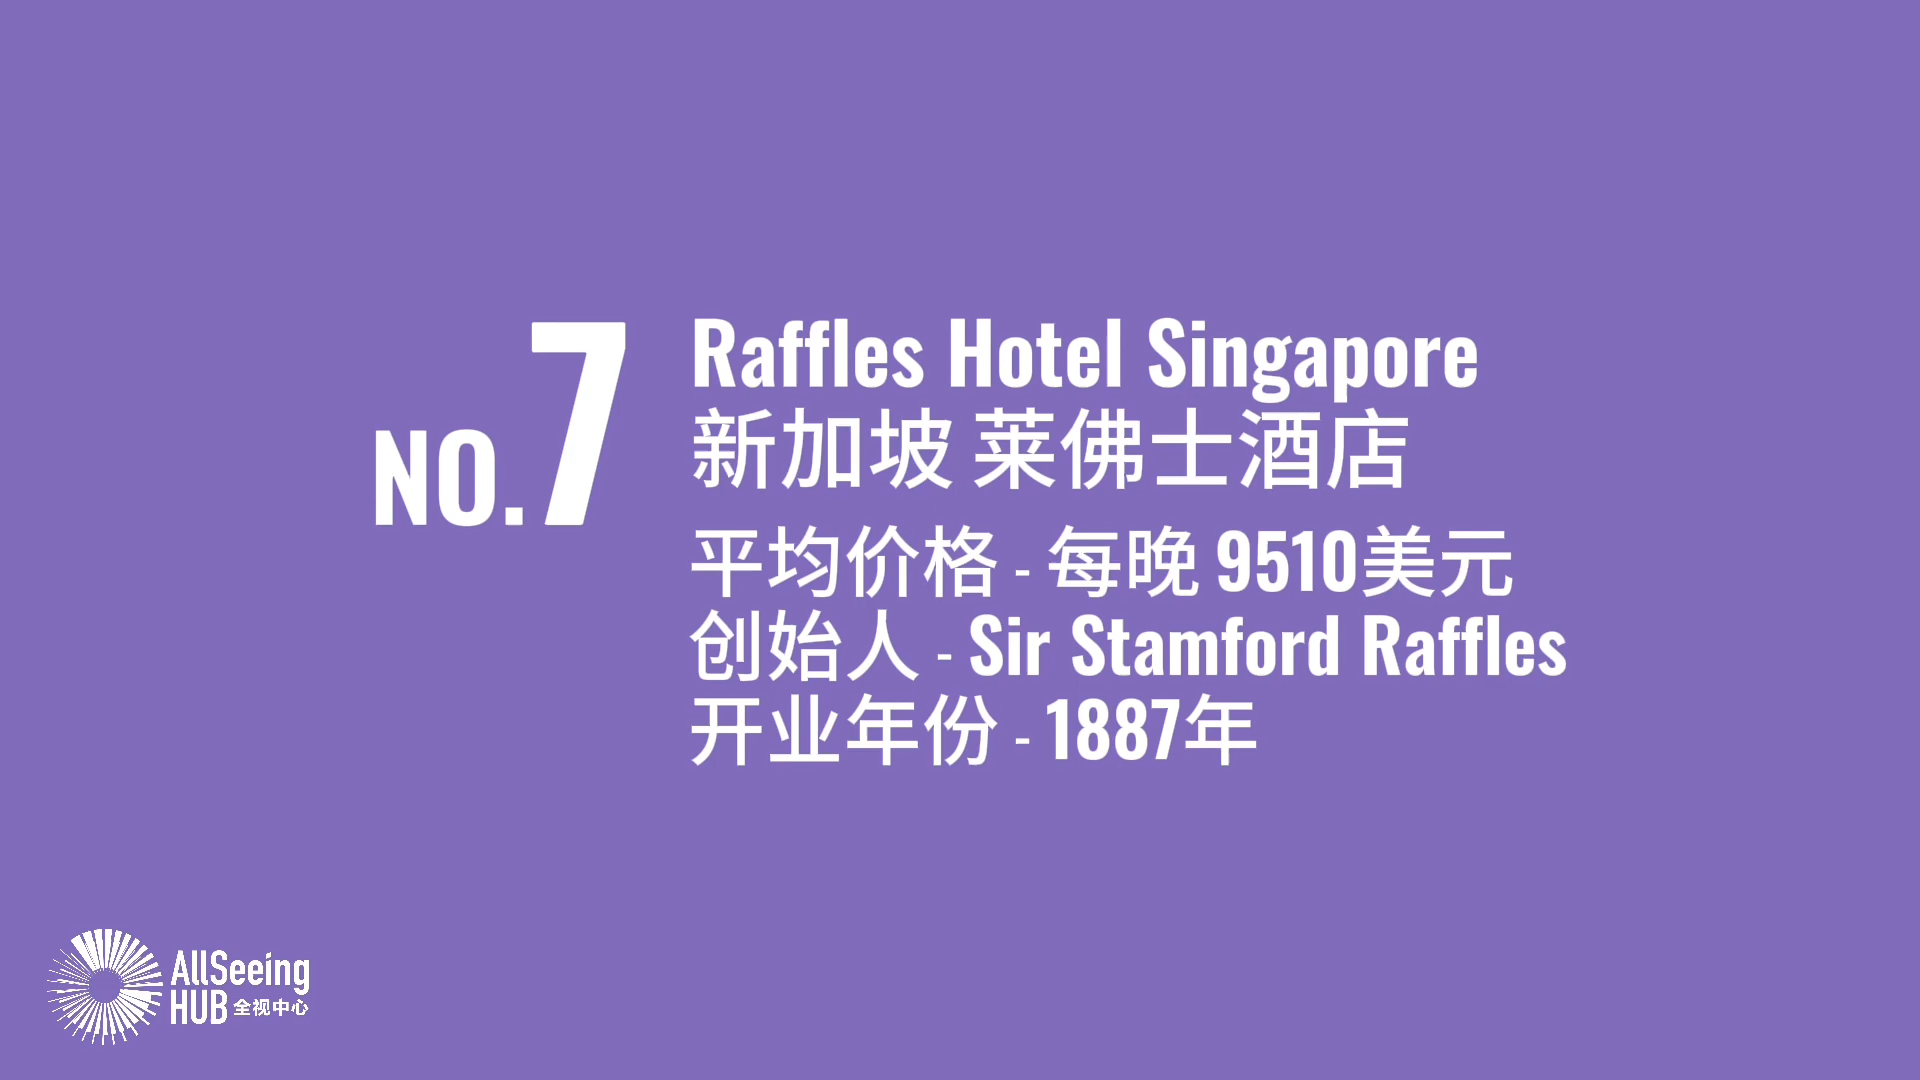 NO.7
Raffles Hotel Singapore
新加坡 莱佛士酒店
平均价格 - 每晚 9510美元
创始人 - Sir Stamford Raffles
开业年份 - 1887年
AllSeeing
HUB 全视中心